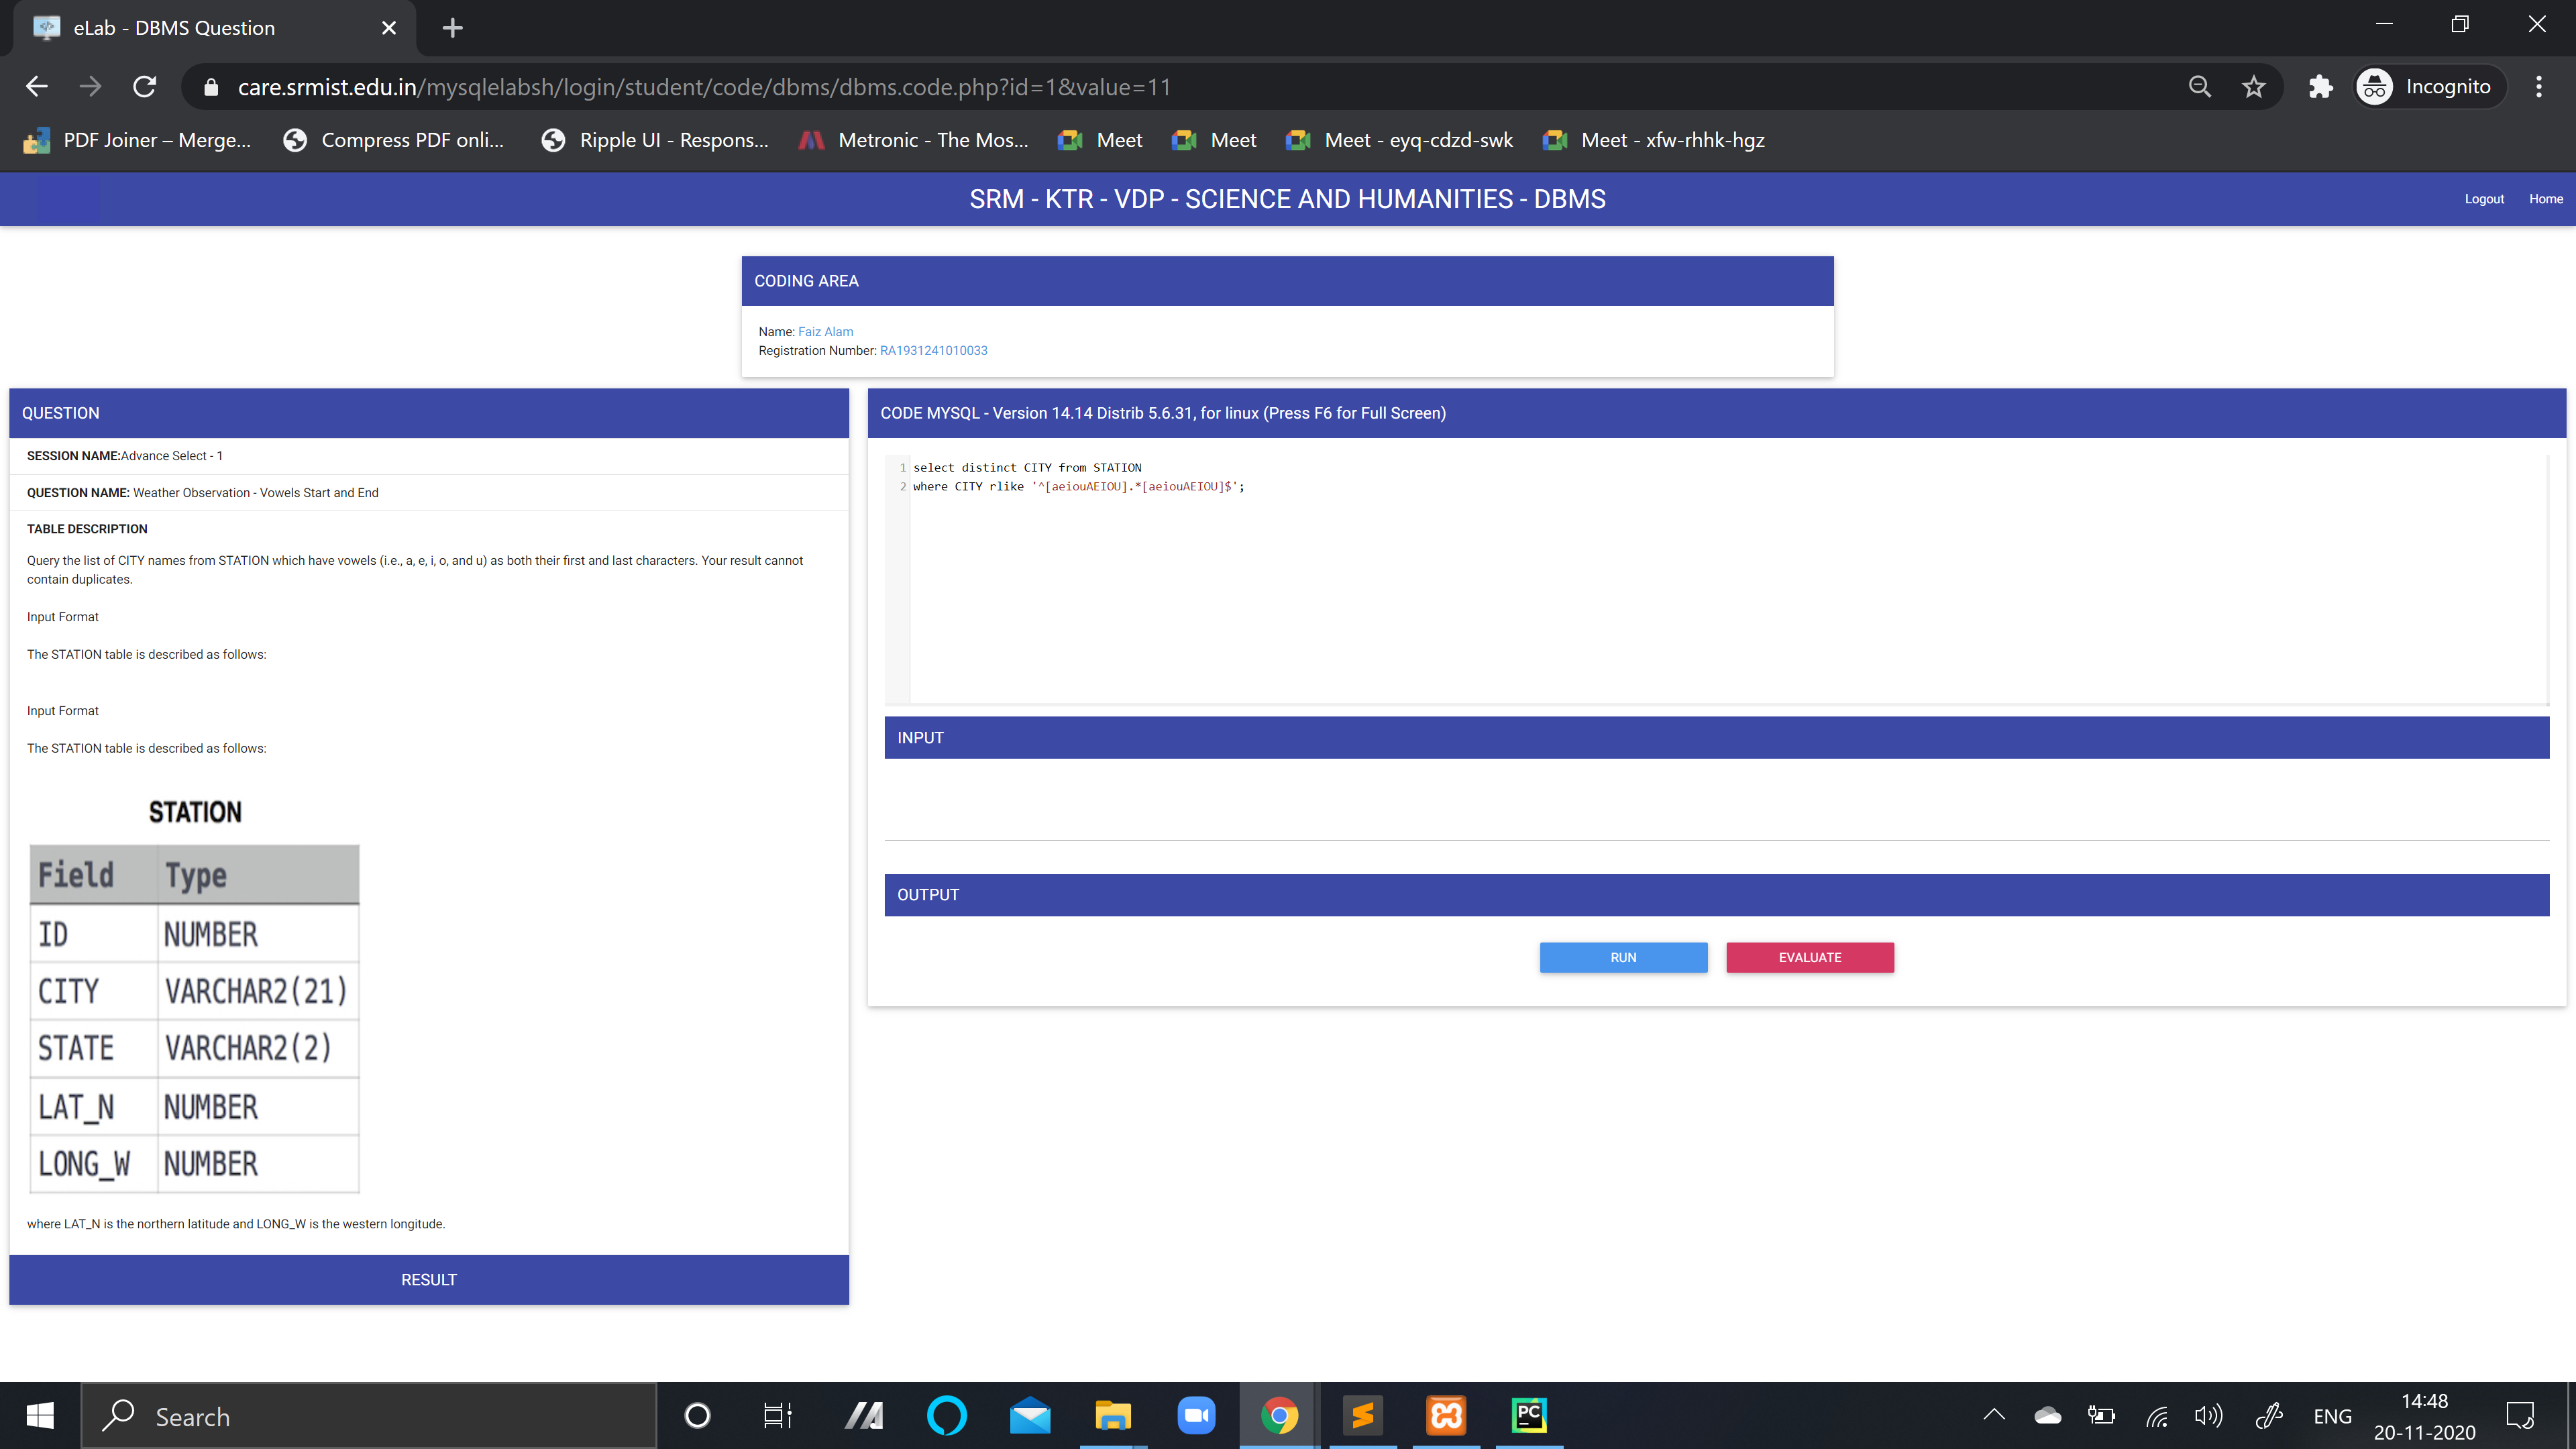 eLab - DBMS Question
care.srmist.edu.in/mysqlelabsh/login/student/code/dbms/dbms.code.php?id=1&value=11
Incognito
PDF Joiner – Merge...
Compress PDF onli...
Ripple UI - Respons...
Metronic - The Mos...
Meet
Meet
Meet - eyq-cdzd-swk
Meet - xfw-rhhk-hgz
SRM - KTR - VDP - SCIENCE AND HUMANITIES - DBMS
Logout
Home
CODING AREA
Name: Faiz Alam
Registration Number: RA1931241010033
QUESTION
SESSION NAME:Advance Select - 1
QUESTION NAME: Weather Observation - Vowels Start and End
TABLE DESCRIPTION
Query the list of CITY names from STATION which have vowels (i.e., a, e, i, o, and u) as both their first and last characters. Your result cannot
contain duplicates.
Input Format
The STATION table is described as follows:
Input Format
The STATION table is described as follows:
STATION
Field Type
ID NUMBER
CITY VARCHAR2(21)
STATE VARCHAR2(2)
LAT_N NUMBER
LONG_W NUMBER
where LAT_N is the northern latitude and LONG_W is the western longitude.
RESULT
CODE MYSQL - Version 14.14 Distrib 5.6.31, for linux (Press F6 for Full Screen)
1 select distinct CITY from STATION
2 where CITY rlike '^[aeiouAEIOU].*[aeiouAEIOU]$';
INPUT
OUTPUT
RUN
EVALUATE
Search
PC
ENG
14:48
20-11-2020